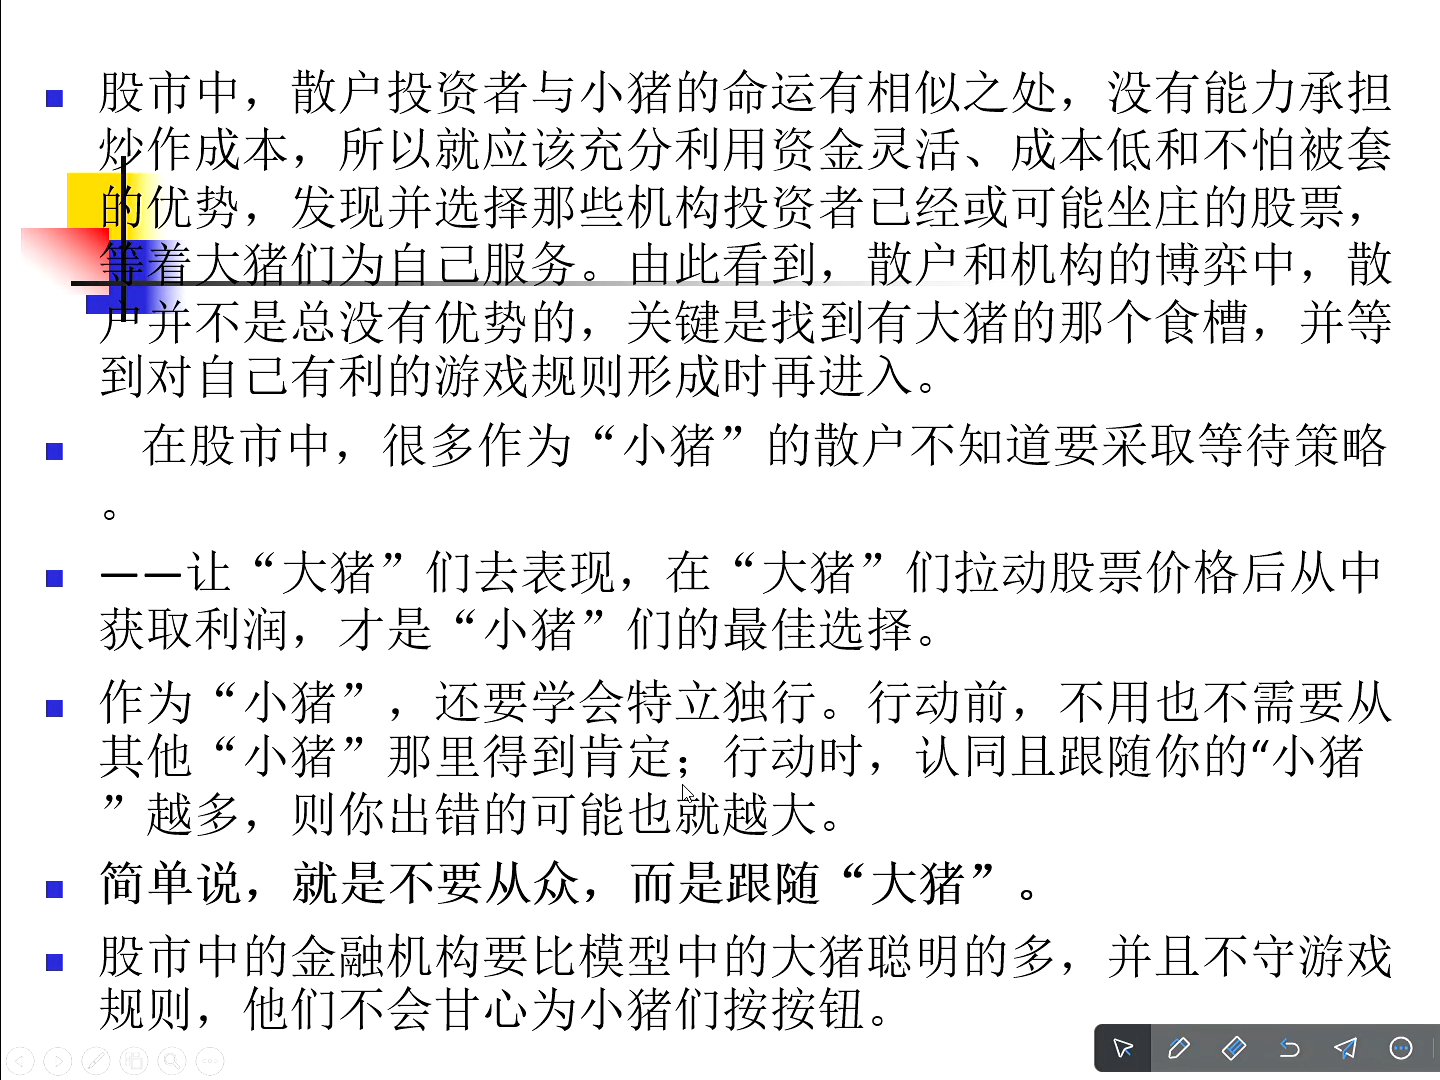 股市中，散户投资者与小猪的命运有相似之处，没有能力承担
炒作成本，所以就应该充分利用资金灵活、成本低和不怕被套
的优势，发现并选择那些机构投资者已经或可能坐庄的股票，
等着大猪们为自己服务。由此看到，散户和机构的博弈中，散
户并不是总没有优势的，关键是找到有大猪的那个食槽，并等
到对自己有利的游戏规则形成时再进入。
在股市中，很多作为“小猪”的散户不知道要采取等待策略
。
——让“大猪”们去表现，在“大猪”们拉动股票价格后从中
获取利润，才是“小猪”们的最佳选择。
作为“小猪”，还要学会特立独行。行动前，不用也不需要从
其他“小猪”那里得到肯定；行动时，认同且跟随你的“小猪
”越多，则你出错的可能也就越大。
简单说，就是不要从众，而是跟随“大猪”。
股市中的金融机构要比模型中的大猪聪明的多，并且不守游戏
规则，他们不会甘心为小猪们按按钮。